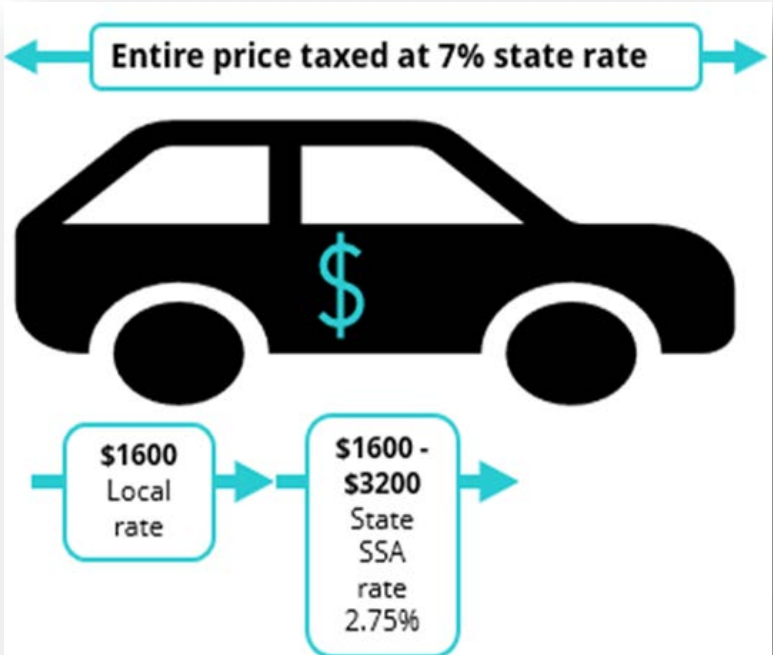 Entire price taxed at 7% state rate
$
$1600
Local
rate
$1600 -
$3200
State
SSA
rate
2.75%